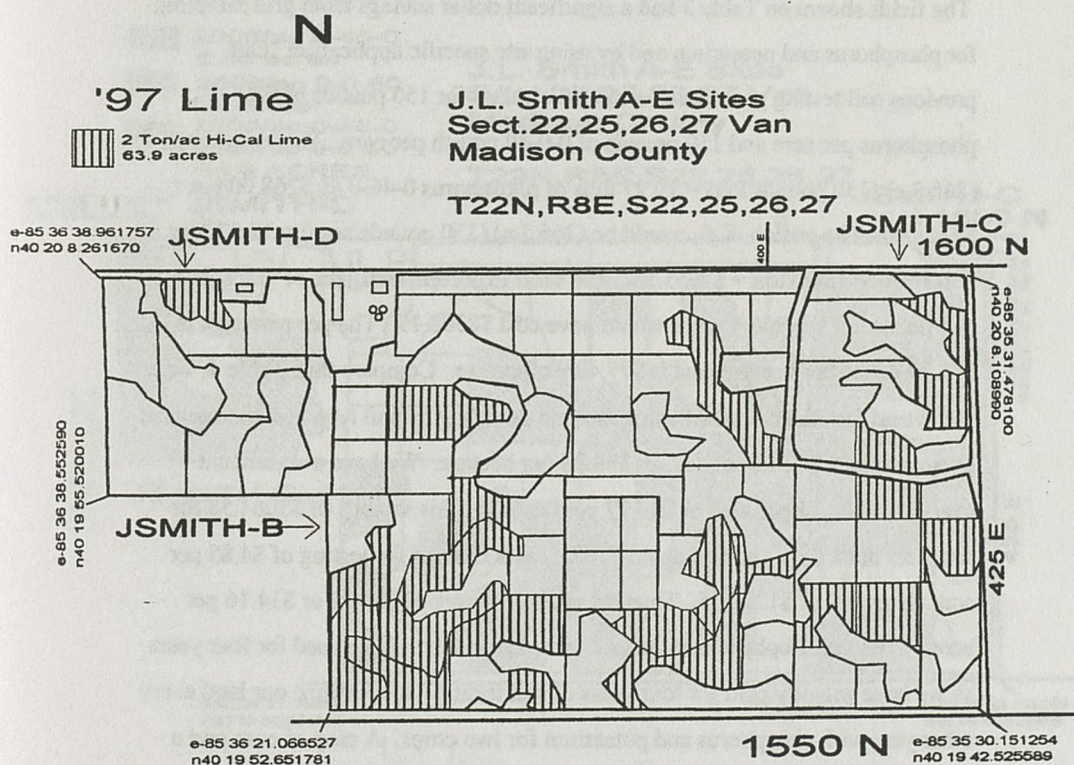 N
'97 Lime
2 Ton/ac Hi-Cal Lime
63.9 acres
J.L. Smith A-E Sites
Sect.22,25,26,27 Van
Madison County
T22N,R8E,S22,25,26,27
e-85 36 38.961757
n40 20 8.261670
JSMITH-D
400 E
JSMITH-C
1600 N
e-85 35 31.478100
n40 20 8.108900
e-85 36 38.552590
n40 19 55.520010
JSMITH-B
425 E
e-85 36 21.066527
n40 19 52.651781
1550 N
e-85 35 30.151254
n40 19 42.525589